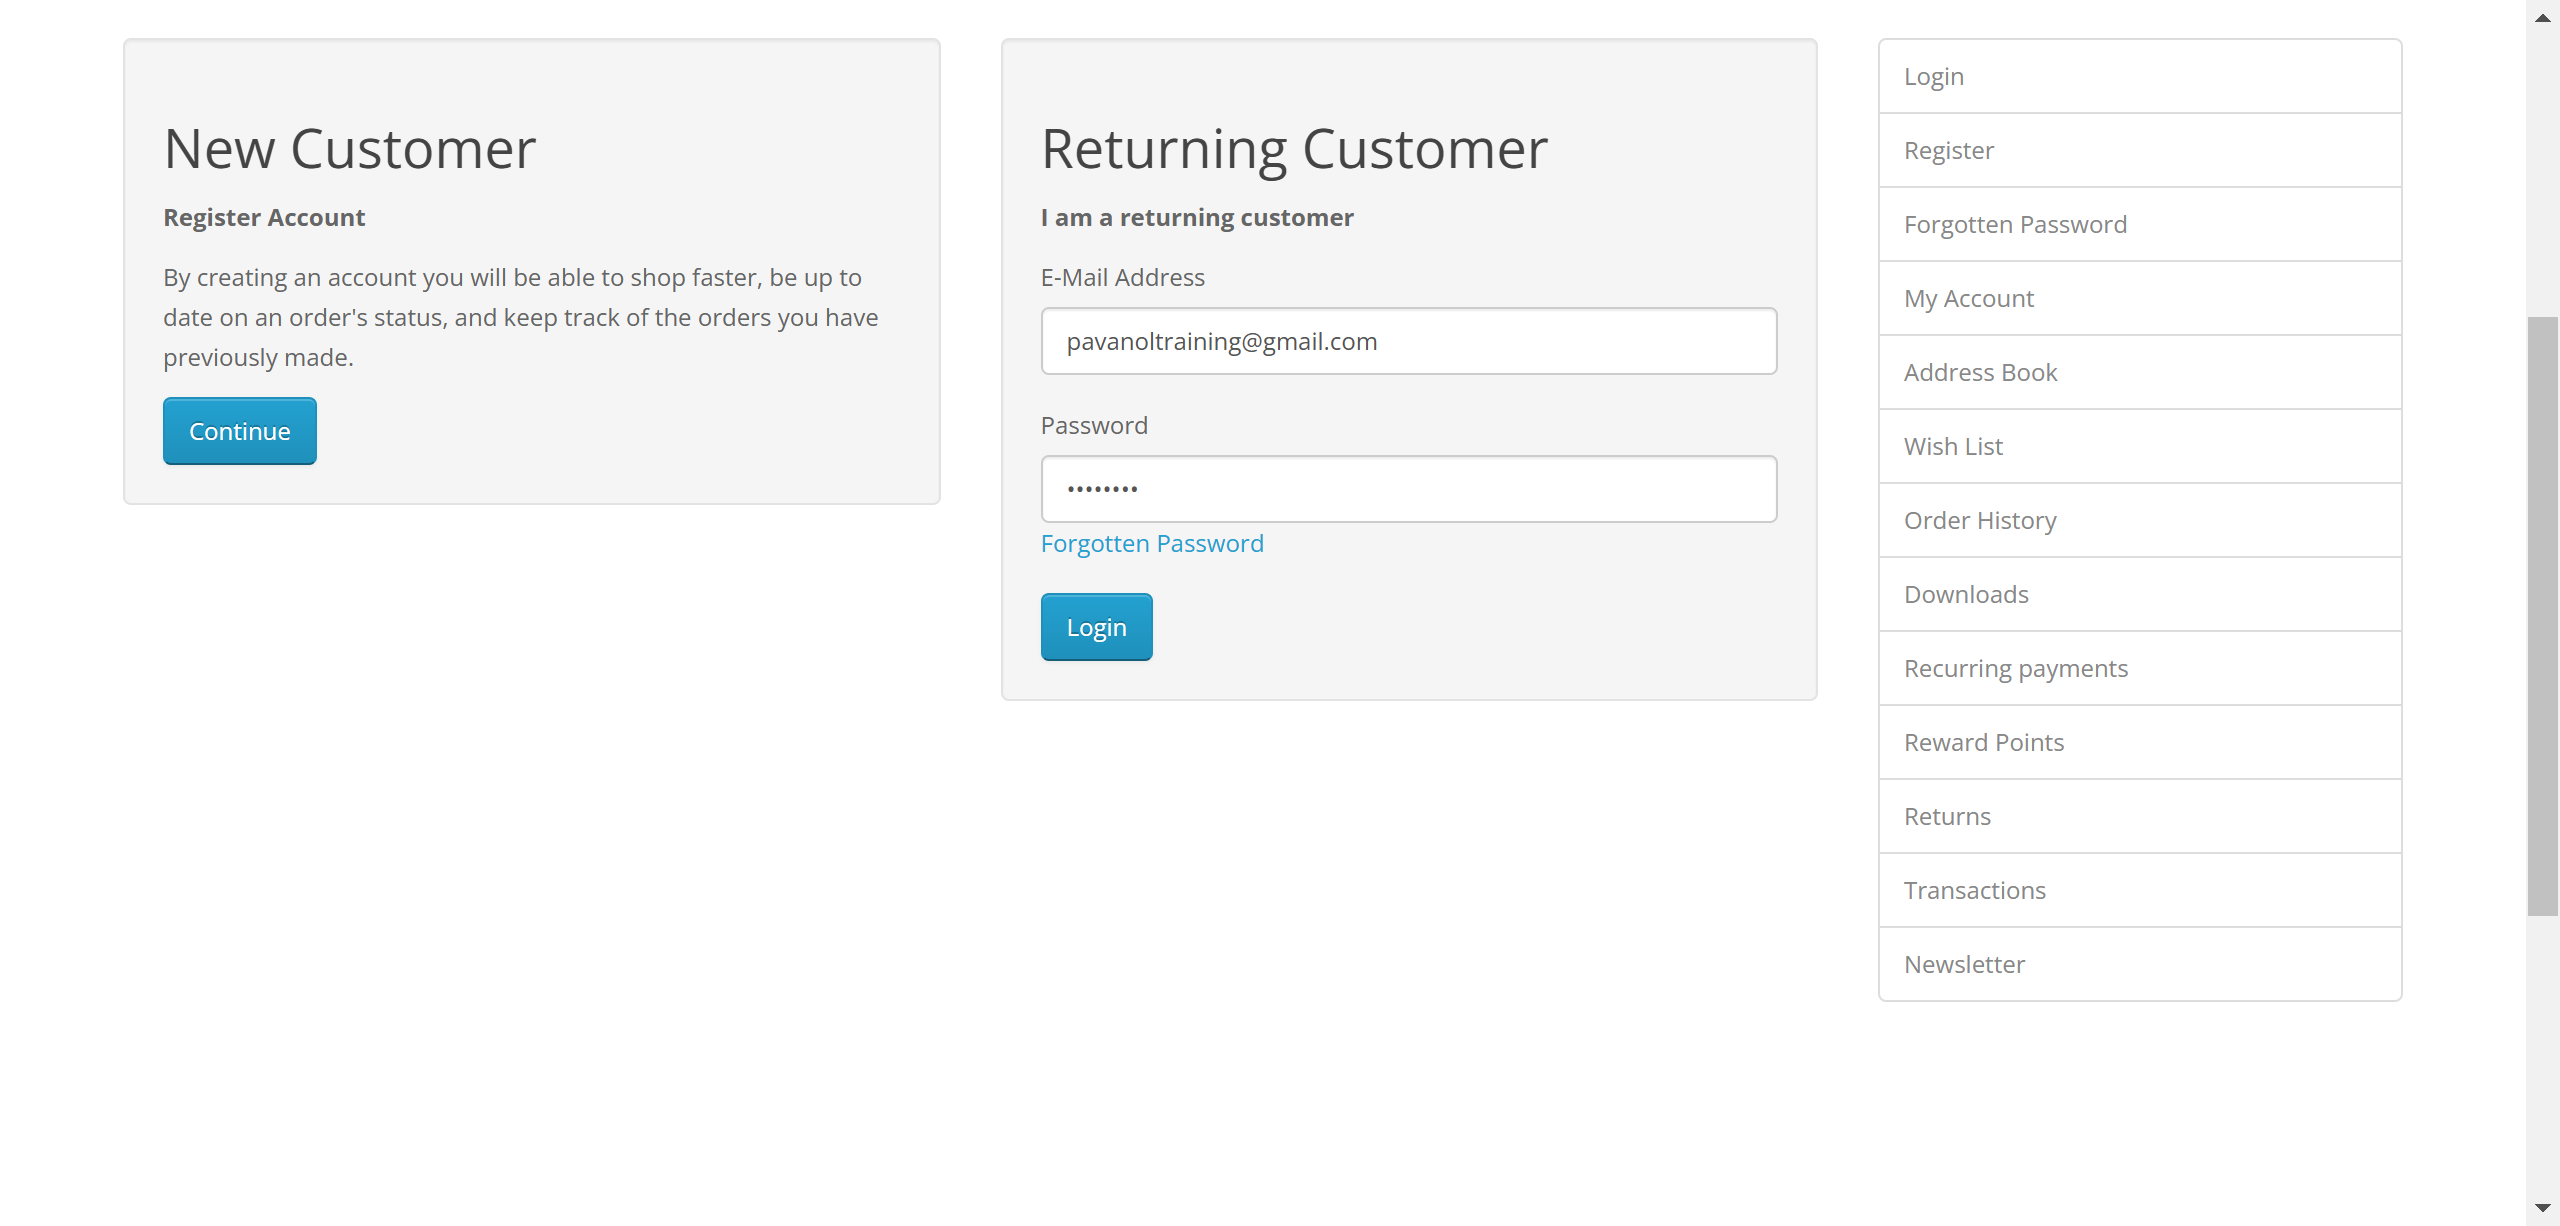 New Customer
Register Account
By creating an account you will be able to shop faster, be up to
date on an order's status, and keep track of the orders you have
previously made.
Continue
Returning Customer
I am a returning customer
E-Mail Address
pavanoltraining@gmail.com
Password
••••••••
Forgotten Password
Login
Login
Register
Forgotten Password
My Account
Address Book
Wish List
Order History
Downloads
Recurring payments
Reward Points
Returns
Transactions
Newsletter